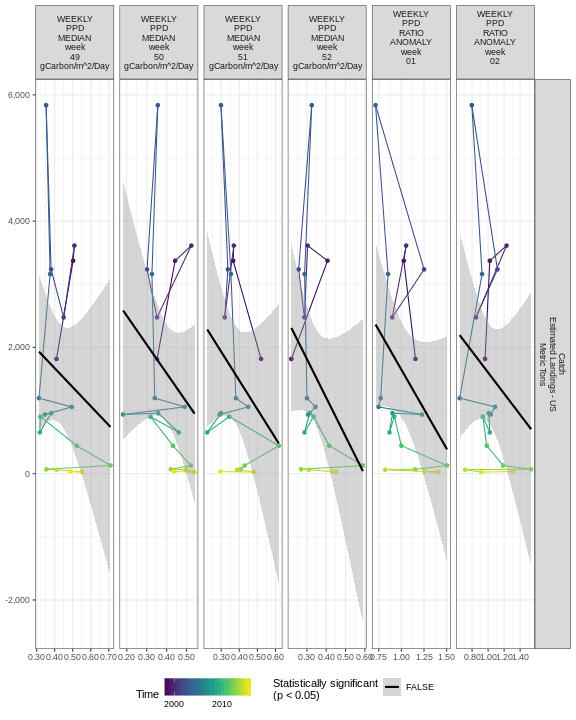 WEEKLY
PPD
MEDIAN
week
49
gCarbon/m^2/Day
WEEKLY
PPD
MEDIAN
week
50
gCarbon/m^2/Day
WEEKLY
PPD
MEDIAN
week
51
gCarbon/m^2/Day
WEEKLY
PPD
MEDIAN
week
52
gCarbon/m^2/Day
WEEKLY
PPD
RATIO
ANOMALY
week
01
WEEKLY
PPD
RATIO
ANOMALY
week
02
6,000
4,000
2,000
0
-2,000
Catch
Estimated Landings - US
Metric Tons
0.30 0.40 0.50 0.60 0.70
0.20 0.30 0.40 0.50
0.30 0.40 0.50 0.60
0.30 0.40 0.50 0.60
0.75 1.00 1.25 1.50
0.80 1.00 1.20 1.40
Time
2000 2010
Statistically significant
(p < 0.05)
FALSE